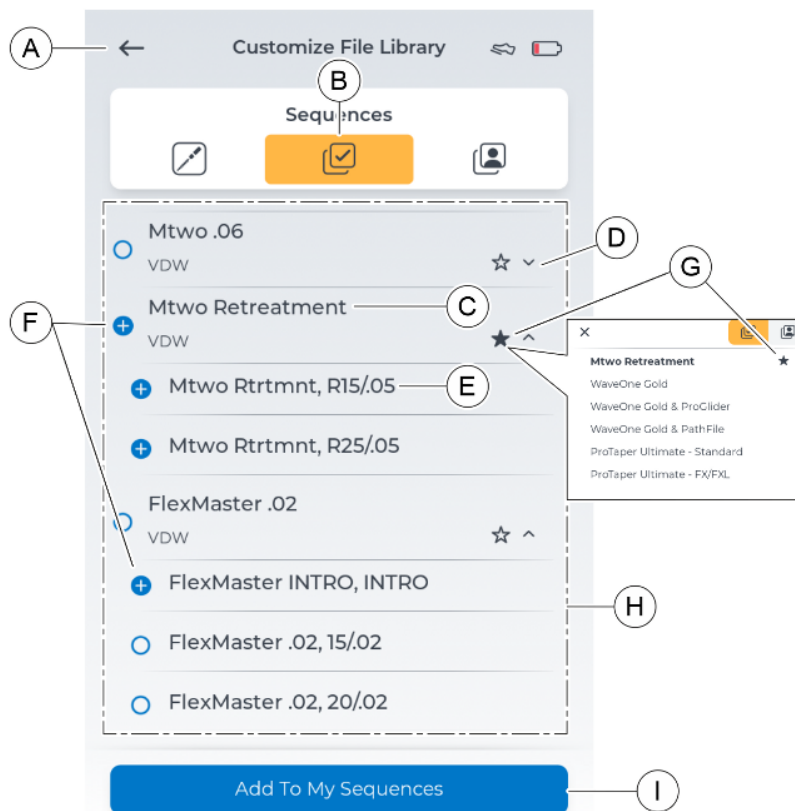 A
Customize File Library
B
Sequences
Mtwo .06
VDW
D
G
F
Mtwo Retreatment
C
VDW
Mtwo Retreatment
WaveOne Gold
WaveOne Gold & ProGlider
WaveOne Gold & PathFile
ProTaper Ultimate - Standard
ProTaper Ultimate - FX/FXL
Mtwo Rtrtmnt, R15/.05
E
Mtwo Rtrtmnt, R25/.05
FlexMaster .02
VDW
FlexMaster INTRO, INTRO
H
FlexMaster .02, 15/.02
FlexMaster .02, 20/.02
Add To My Sequences
I